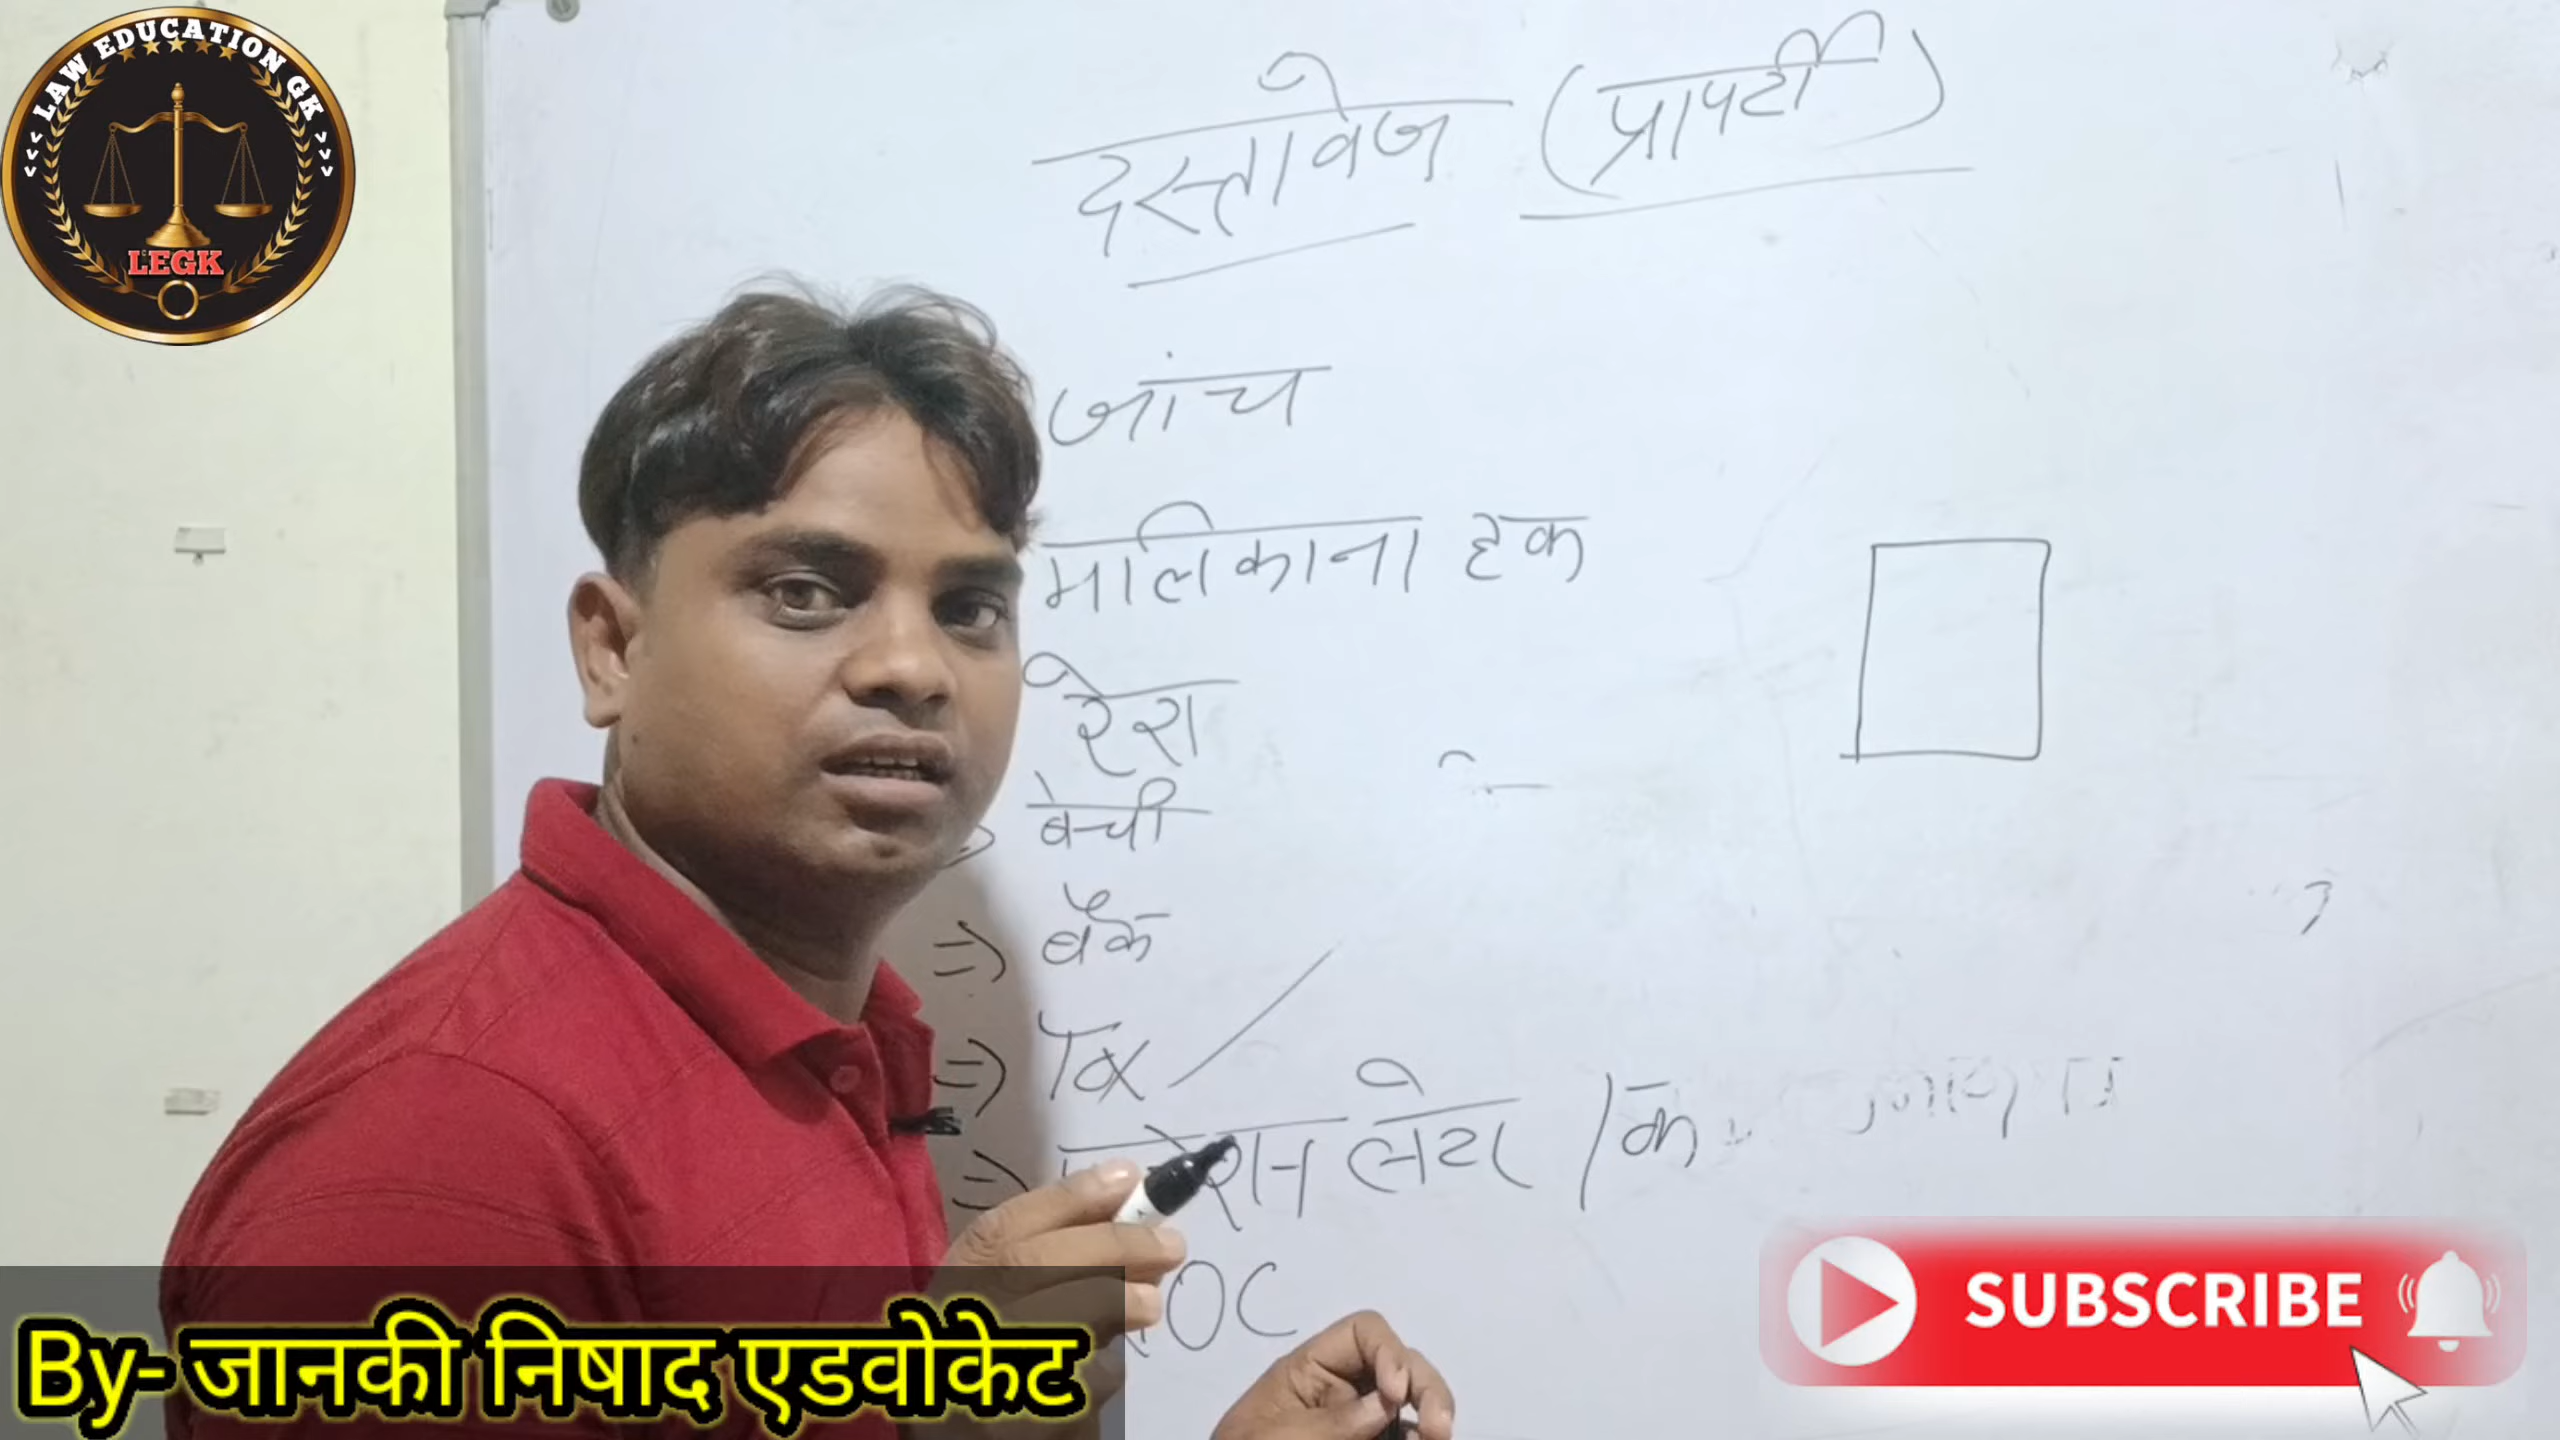 LAW EDUCATION GK
LEGK
दस्तावेज (प्रापर्टी)
जांच
मालिकाना हक
रेरा
बेची
=> बैंक
=> Tax
=> लेटर /
OC
By- जानकी निषाद एडवोकेट
SUBSCRIBE